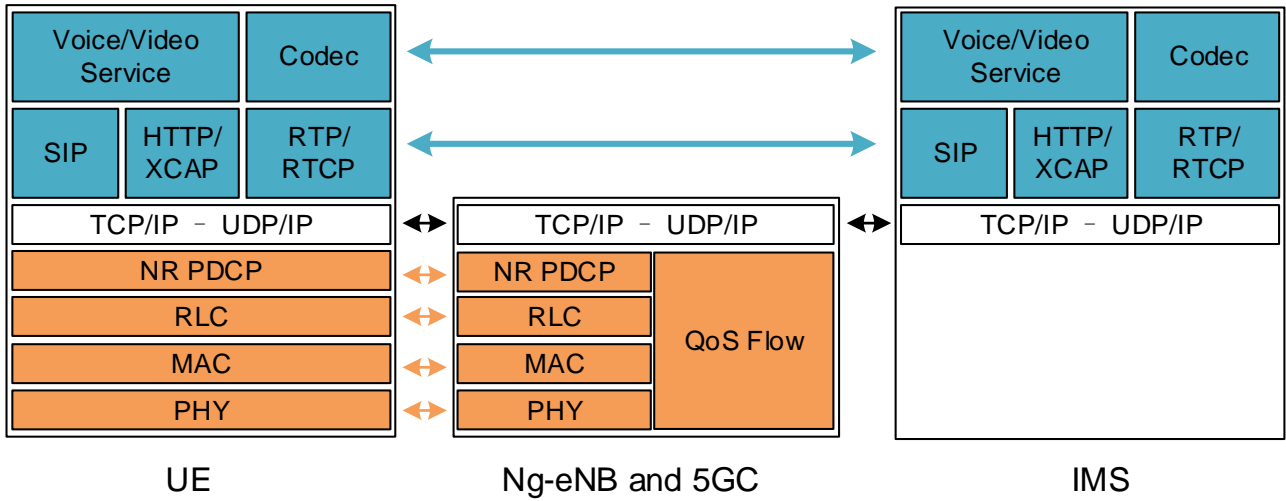 Voice/Video
Service
Codec
SIP
HTTP/
XCAP
RTP/
RTCP
TCP/IP - UDP/IP
NR PDCP
RLC
MAC
PHY
UE
TCP/IP - UDP/IP
NR PDCP
RLC
MAC
PHY
QoS Flow
Ng-eNB and 5GC
Voice/Video
Service
Codec
SIP
HTTP/
XCAP
RTP/
RTCP
TCP/IP - UDP/IP
IMS